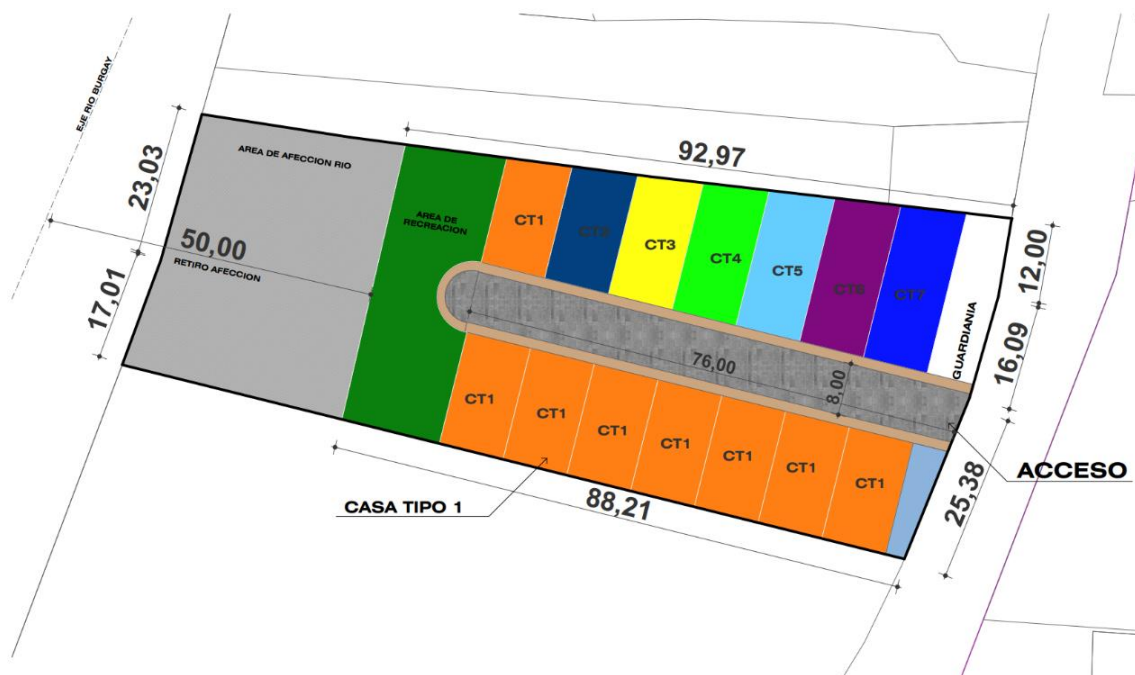 EJE RIO BURGAY
23,03
AREA DE AFECCION RIO
92,97
AREA DE
RECREACION
CT1
CT2
CT3
CT4
CT5
CT6
CT7
GUARDIANIA
12,00
50,00
RETIRO AFECCION
17,01
16,09
76,00
8,00
CT1
CT1
CT1
CT1
CT1
CT1
CT1
ACCESO
25,38
CASA TIPO 1
88,21